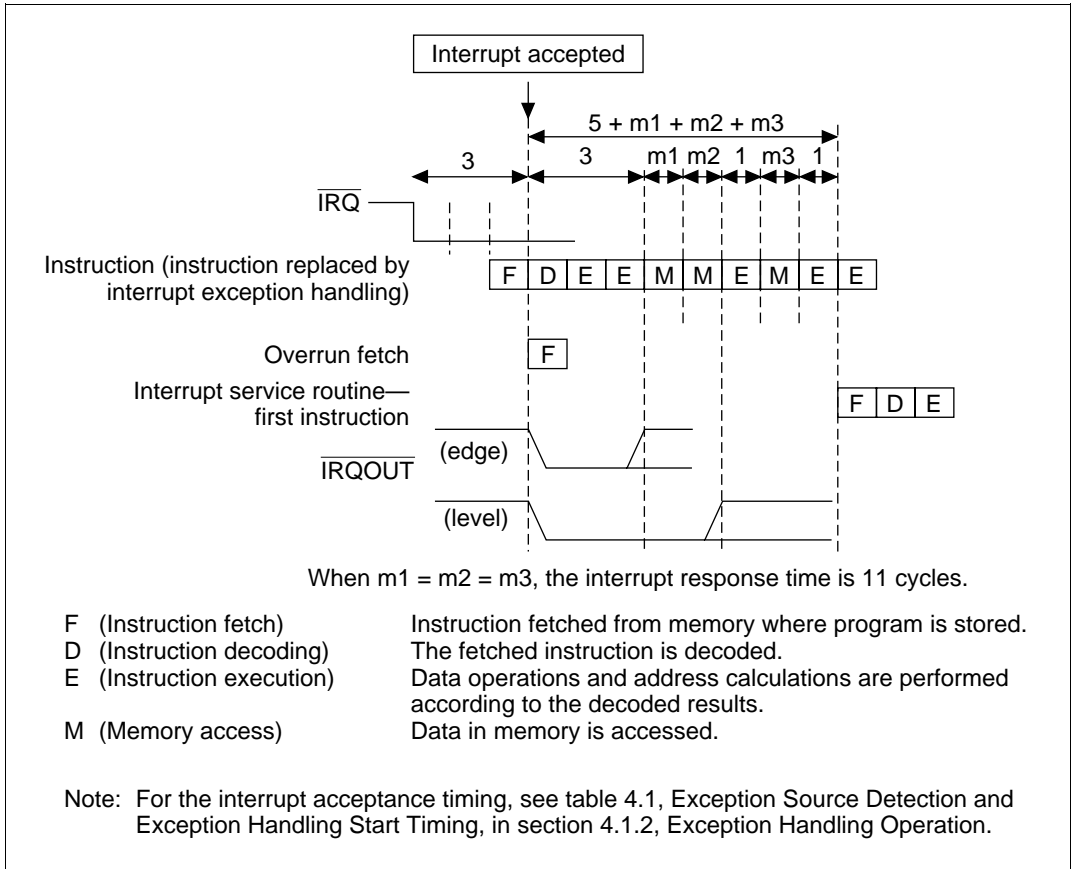 Interrupt accepted
5 + m1 + m2 + m3
3 3 m1 m2 1 m3 1
IRQ
Instruction (instruction replaced by
interrupt exception handling)
F D E E M M E M E E
Overrun fetch
F
Interrupt service routine—
first instruction
F D E
(edge)
IRQOUT
(level)
When m1 = m2 = m3, the interrupt response time is 11 cycles.
F (Instruction fetch) Instruction fetched from memory where program is stored.
D (Instruction decoding) The fetched instruction is decoded.
E (Instruction execution) Data operations and address calculations are performed
according to the decoded results.
M (Memory access) Data in memory is accessed.
Note: For the interrupt acceptance timing, see table 4.1, Exception Source Detection and
Exception Handling Start Timing, in section 4.1.2, Exception Handling Operation.